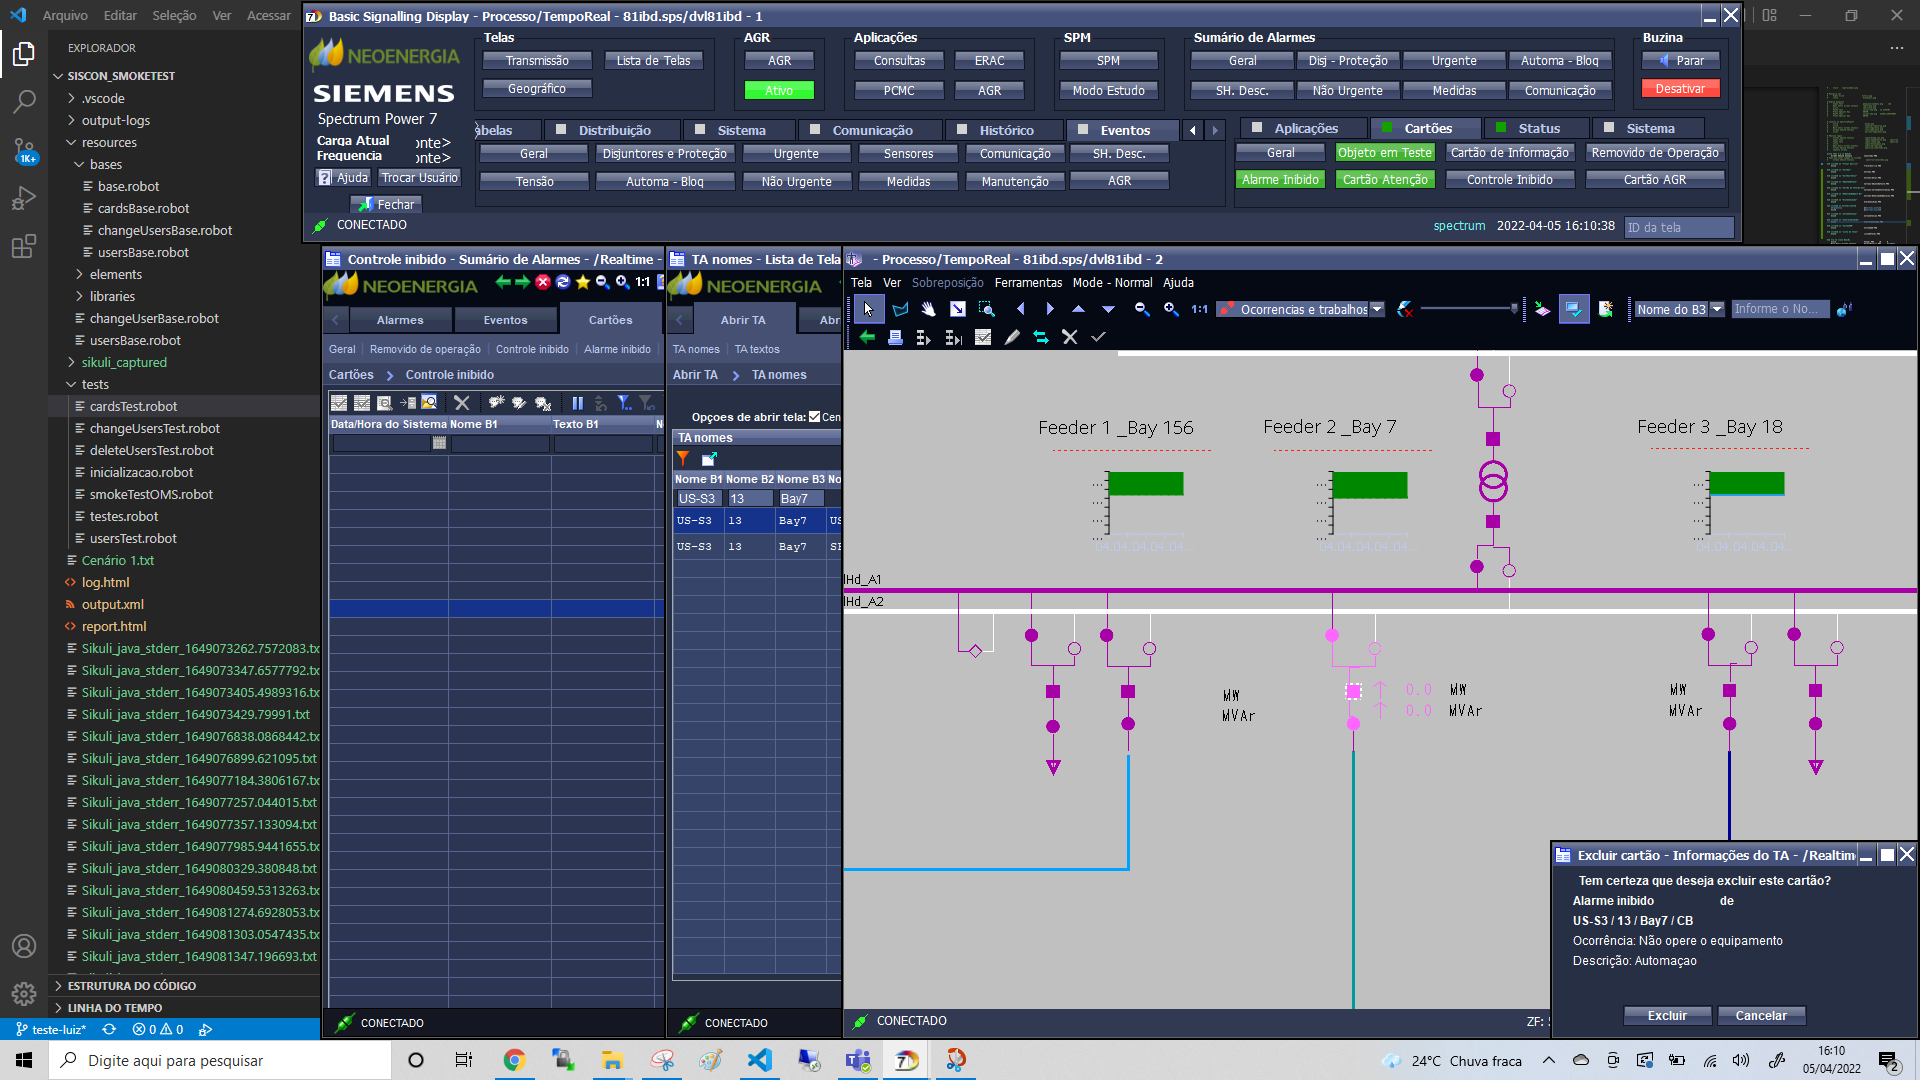 Arquivo Editar Seleção Ver Acessar
Basic Signalling Display - Processo/TempoReal - 81ibd.sps/dvl81ibd - 1
EXPLORADOR
SISCON_SMOKETEST
.vscode
output-logs
resources
bases
base.robot
cardsBase.robot
changeUsersBase.robot
usersBase.robot
elements
libraries
changeUserBase.robot
usersBase.robot
sikuli_captured
tests
cardsTest.robot
changeUsersTest.robot
deleteUsersTest.robot
inicializacao.robot
smokeTestOMS.robot
testes.robot
usersTest.robot
Cenário 1.txt
log.html
output.xml
report.html
Sikuli_java_stderr_1649073262.7572083.tx
Sikuli_java_stderr_1649073347.6577792.tx
Sikuli_java_stderr_1649073405.4989316.tx
Sikuli_java_stderr_1649073429.79991.txt
Sikuli_java_stderr_1649076838.0868442.tx
Sikuli_java_stderr_1649076899.621095.txt
Sikuli_java_stderr_1649077184.3806167.tx
Sikuli_java_stderr_1649077257.044015.txt
Sikuli_java_stderr_1649077357.133094.txt
Sikuli_java_stderr_1649077985.9441655.tx
Sikuli_java_stderr_1649080329.380848.txt
Sikuli_java_stderr_1649080459.5313263.tx
Sikuli_java_stderr_1649081274.6928053.tx
Sikuli_java_stderr_1649081303.0547435.tx
Sikuli_java_stderr_1649081347.196693.txt
ESTRUTURA DO CÓDIGO
LINHA DO TEMPO
1K+
teste-luiz* 0 0
NEOENERGIA
SIEMENS
Spectrum Power 7
Carga Atual onte>
Frequencia onte>
Ajuda Trocar Usuário
Fechar
CONECTADO
Telas
Transmissão Lista de Telas
Geográfico
AGR
AGR
Ativo
Aplicações
Consultas ERAC
PCMC AGR
SPM
SPM
Modo Estudo
Sumário de Alarmes
Geral Disj - Proteção Urgente Automa - Bloq
SH. Desc. Não Urgente Medidas Comunicação
Buzina
Parar
Desativar
abelas Distribuição Sistema Comunicação Histórico Eventos
Geral Disjuntores e Proteção Urgente Sensores Comunicação SH. Desc.
Tensão Automa - Bloq Não Urgente Medidas Manutenção AGR
Aplicações Cartões Status Sistema
Geral Objeto em Teste Cartão de Informação Removido de Operação
Alarme Inibido Cartão Atenção Controle Inibido Cartão AGR
spectrum 2022-04-05 16:10:38 ID da tela
Controle inibido - Sumário de Alarmes - /Realtime -
NEOENERGIA 1:1
Alarmes Eventos Cartões
Geral Removido de operação Controle inibido Alarme inibido
Cartões Controle inibido
Data/Hora do Sistema Nome B1 Texto B1 N
CONECTADO
TA nomes - Lista de Tela
NEOENERGIA
Abrir TA Abr
TA nomes TA textos
Abrir TA TA nomes
Opçoes de abrir tela: Cen
TA nomes
Nome B1 Nome B2 Nome B3 No
US-S3 13 Bay7
US-S3 13 Bay7 US
US-S3 13 Bay7 SE
CONECTADO
- Processo/TempoReal - 81ibd.sps/dvl81ibd - 2
Tela Ver Sobreposição Ferramentas Mode - Normal Ajuda
1:1 Ocorrencias e trabalhos Nome do B3 Informe o No...
Feeder 1 _Bay 156 Feeder 2 _Bay 7 Feeder 3 _Bay 18
04.04.04.04... 04.04.04.04... 04.04.04.04...
IHd_A1
IHd_A2
MW 0.0 MW MW
MVAr 0.0 MVAr MVAr
CONECTADO ZF:
Excluir cartão - Informações do TA - /Realtime
Tem certeza que deseja excluir este cartão?
Alarme inibido de
US-S3 / 13 / Bay7 / CB
Ocorrência: Não opere o equipamento
Descrição: Automaçao
Excluir Cancelar
Digite aqui para pesquisar
24°C Chuva fraca
16:10
05/04/2022
2